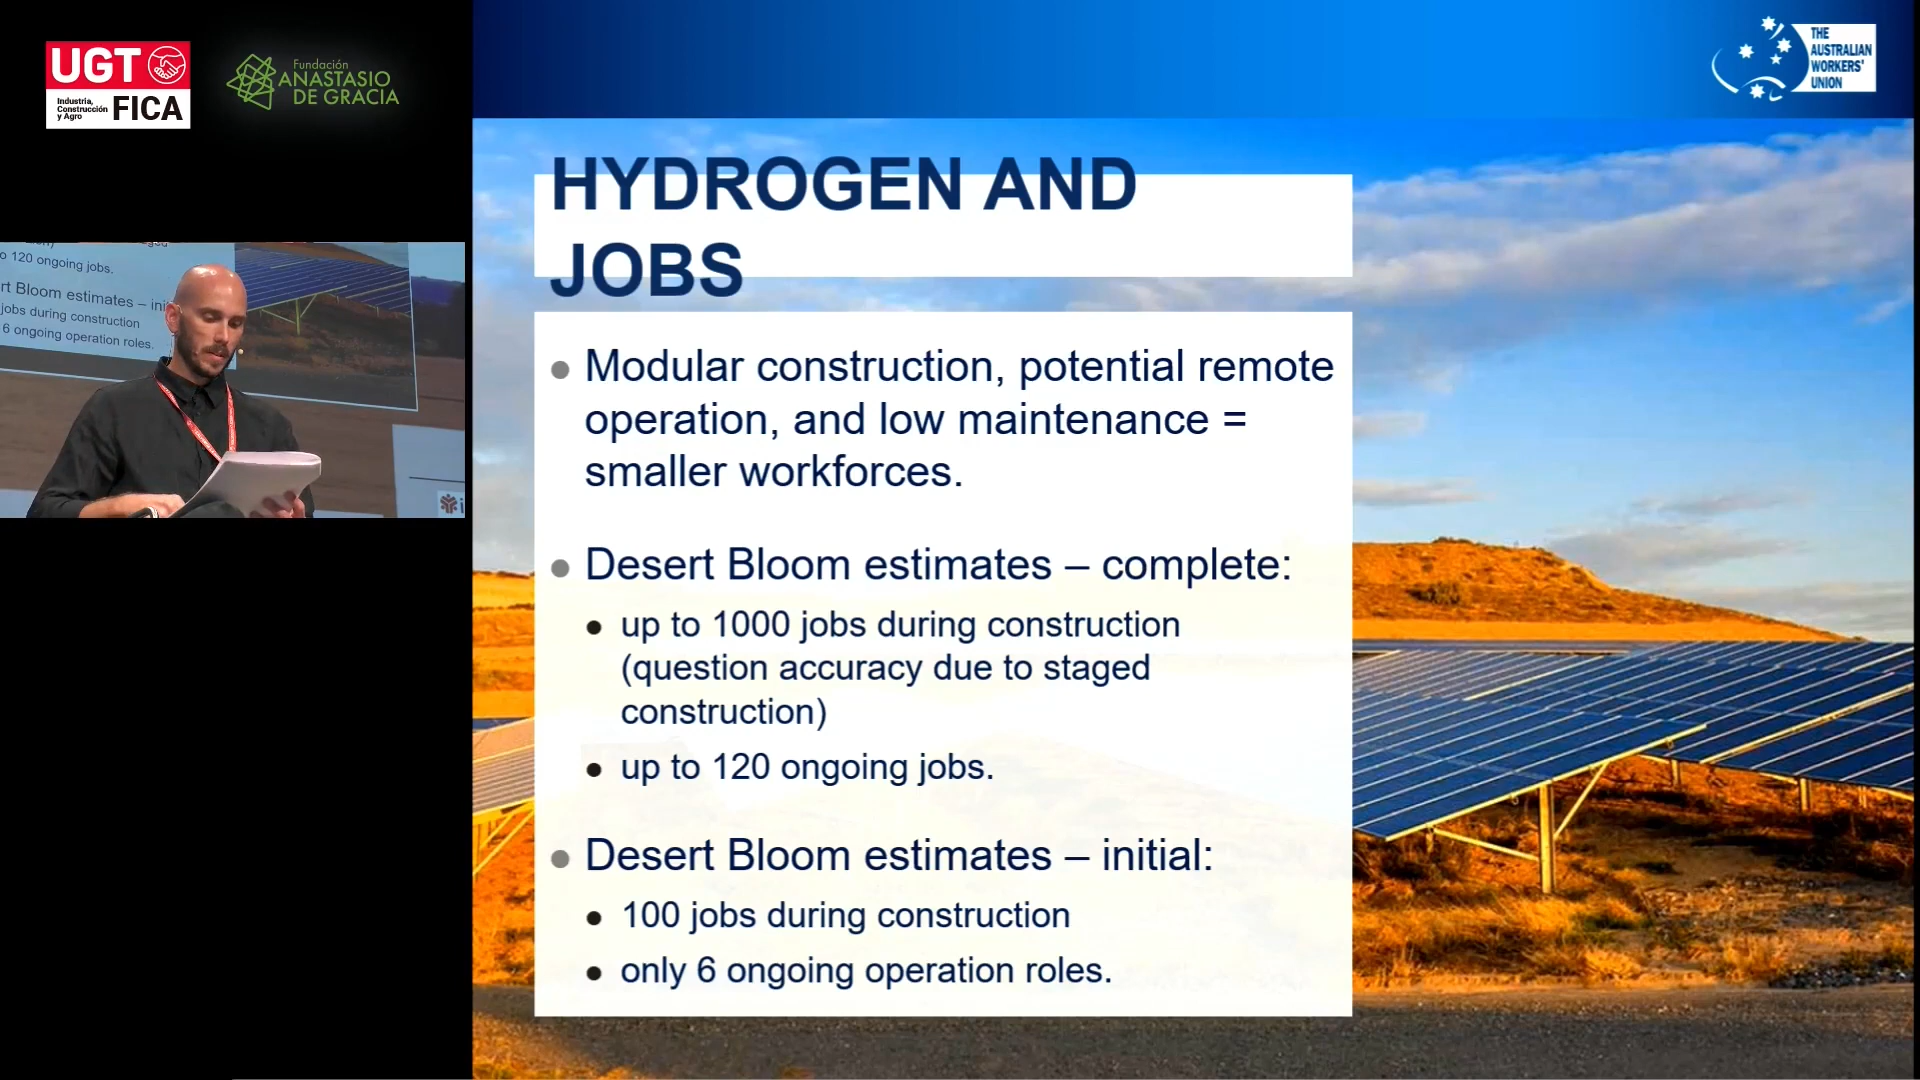 UGT
Industria,
Construcción
y Agro
FICA
Fundación
ANASTASIO
DE GRACIA
THE
AUSTRALIAN
WORKERS'
UNION
HYDROGEN AND
JOBS
Modular construction, potential remote
operation, and low maintenance =
smaller workforces.
Desert Bloom estimates – complete:
up to 1000 jobs during construction
(question accuracy due to staged
construction)
up to 120 ongoing jobs.
Desert Bloom estimates – initial:
100 jobs during construction
only 6 ongoing operation roles.
o 120 ongoing jobs.
rt Bloom estimates – ini
jobs during construction
6 ongoing operation roles.